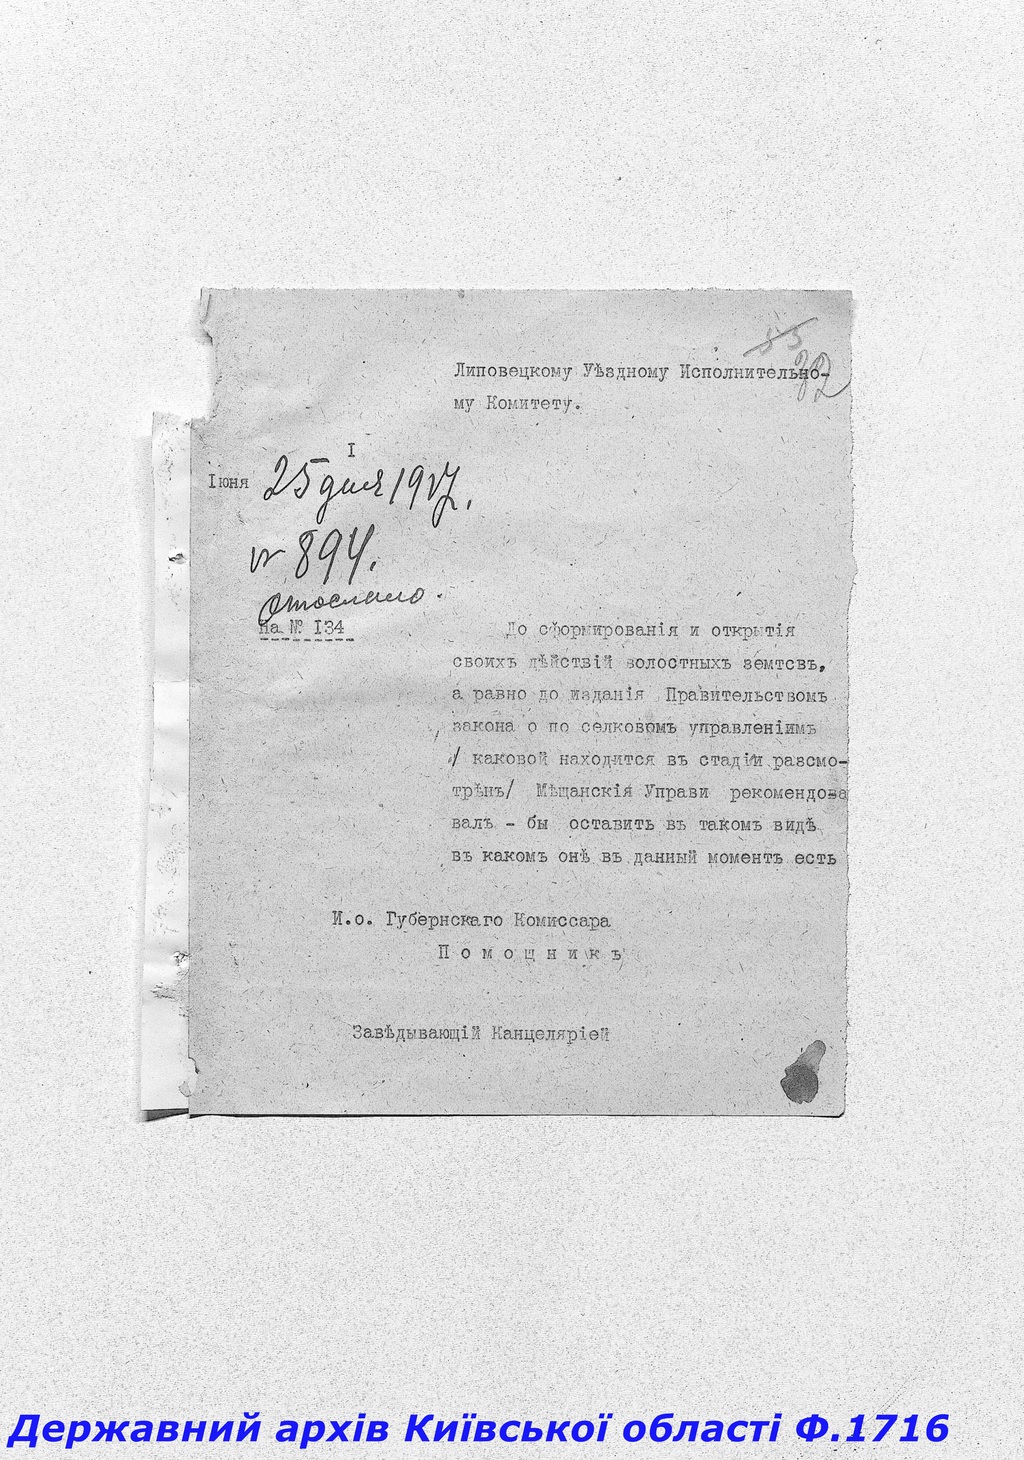 85
82
Липовецкому Уѣздному Исполнительно-
му Комитету.
I
Iюня 25 дня 1917.
№ 894.
Отослано.
на № I34
До сформированія и открытія
своихъ дѣйствій волостныхъ земтсвъ,
а равно до изданія Правительствомъ
закона о по селковомъ управленіимъ
/ каковой находится въ стадіи разсмо-
трѣнъ/ Мѣщанскія Управи рекомендова
валъ - бы оставить въ такомъ видѣ
въ какомъ онѣ въ данный моментъ есть
И.о. Губернскаго Комиссара
Помощникъ
Завѣдывающій Канцеляріей
Державний архів Київської області Ф.1716